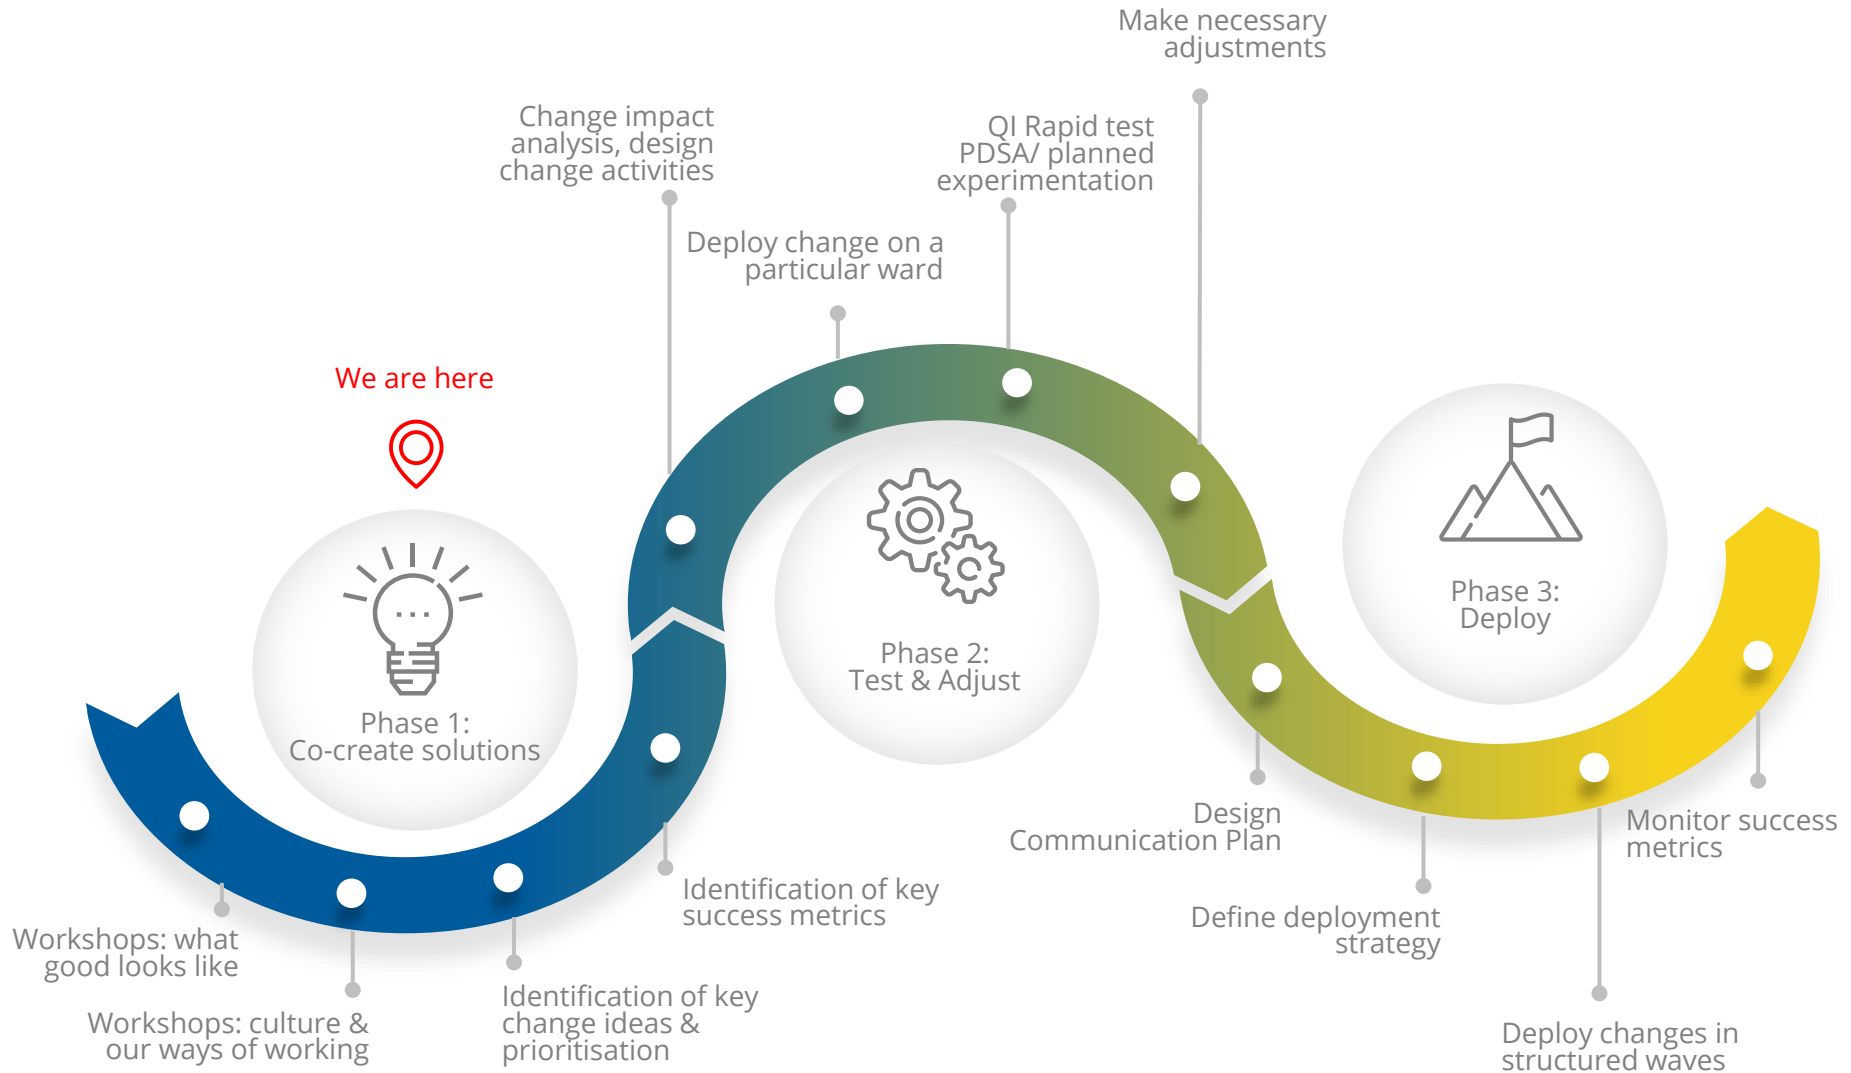 Make necessary
adjustments
Change impact
analysis, design
change activities
QI Rapid test
PDSA/ planned
experimentation
Deploy change on a
particular ward
We are here
Phase 1:
Co-create solutions
Phase 2:
Test & Adjust
Phase 3:
Deploy
Workshops: what
good looks like
Workshops: culture &
our ways of working
Identification of key
change ideas &
prioritisation
Identification of key
success metrics
Design
Communication Plan
Define deployment
strategy
Deploy changes in
structured waves
Monitor success
metrics